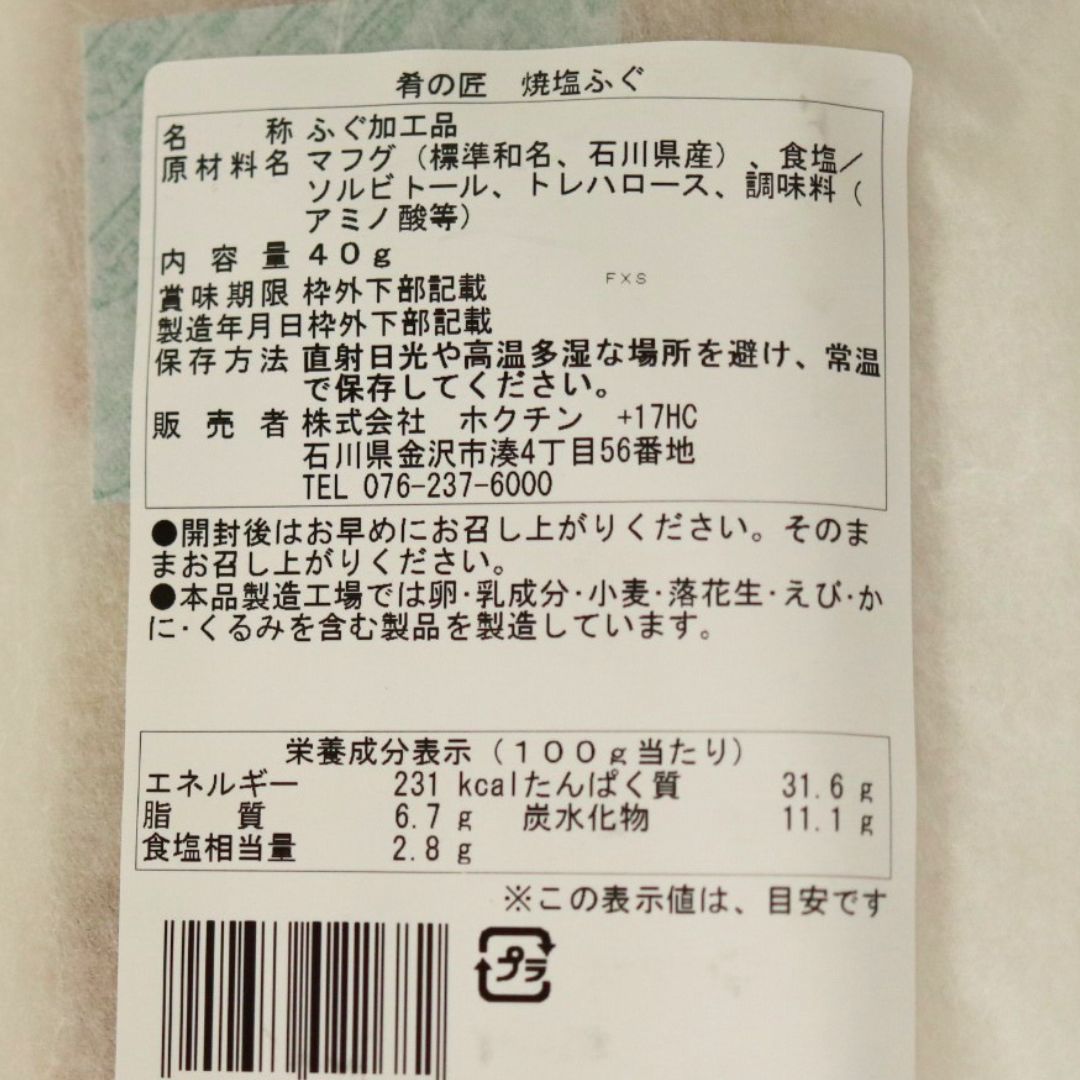 肴の匠　焼塩ふぐ
名称 ふぐ加工品
原材料名 マフグ（標準和名、石川県産）、食塩／
ソルビトール、トレハロース、調味料（
アミノ酸等）
内容量 40g
FXS
賞味期限 枠外下部記載
製造年月日 枠外下部記載
保存方法 直射日光や高温多湿な場所を避け、常温
で保存してください。
販売者 株式会社　ホクチン　+17HC
石川県金沢市湊4丁目56番地
TEL 076-237-6000
●開封後はお早めにお召し上がりください。そのま
まお召し上がりください。
●本品製造工場では卵・乳成分・小麦・落花生・えび・か
に・くるみを含む製品を製造しています。
栄養成分表示（100g当たり）
エネルギー 231 kcal たんぱく質 31.6 g
脂質 6.7 g 炭水化物 11.1 g
食塩相当量 2.8 g
※この表示値は、目安です
プラ